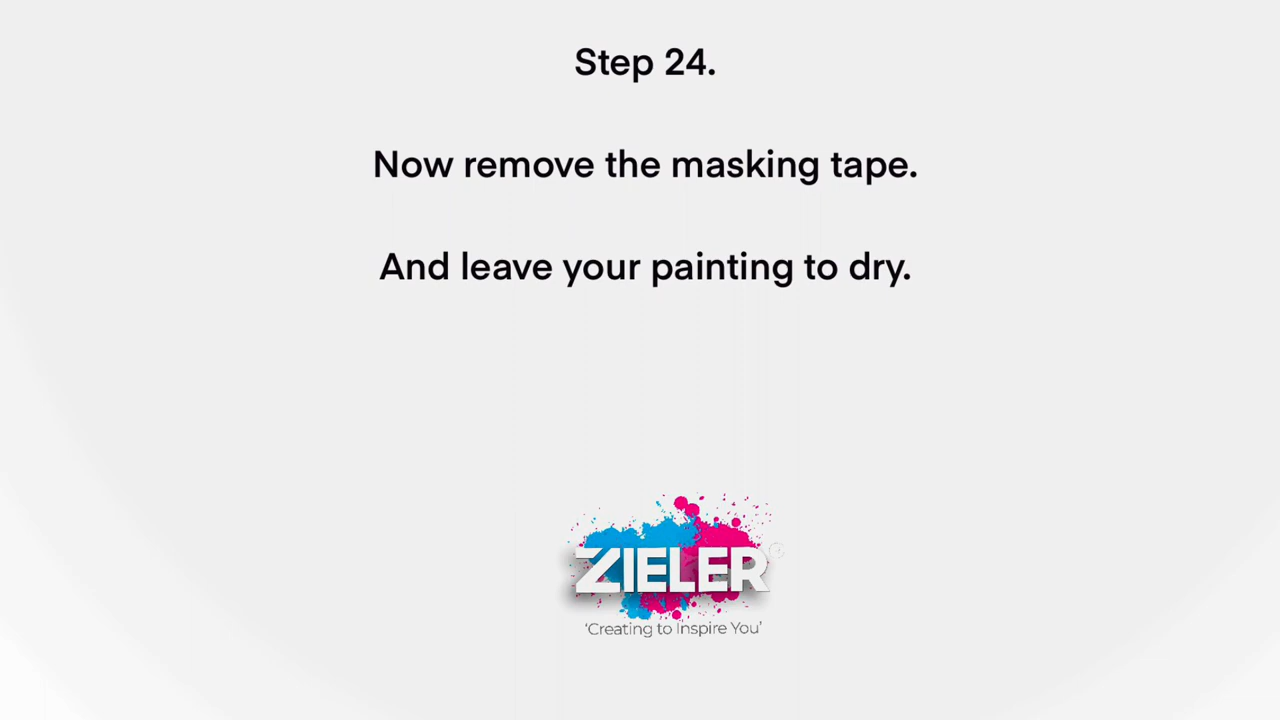 Step 24.
Now remove the masking tape.
And leave your painting to dry.
ZIELER
‘Creating to Inspire You’